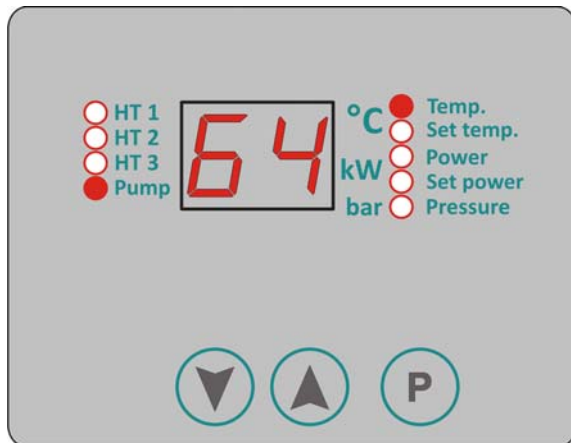 HT 1
HT 2
HT 3
Pump
64
°C
kW
bar
Temp.
Set temp.
Power
Set power
Pressure
P